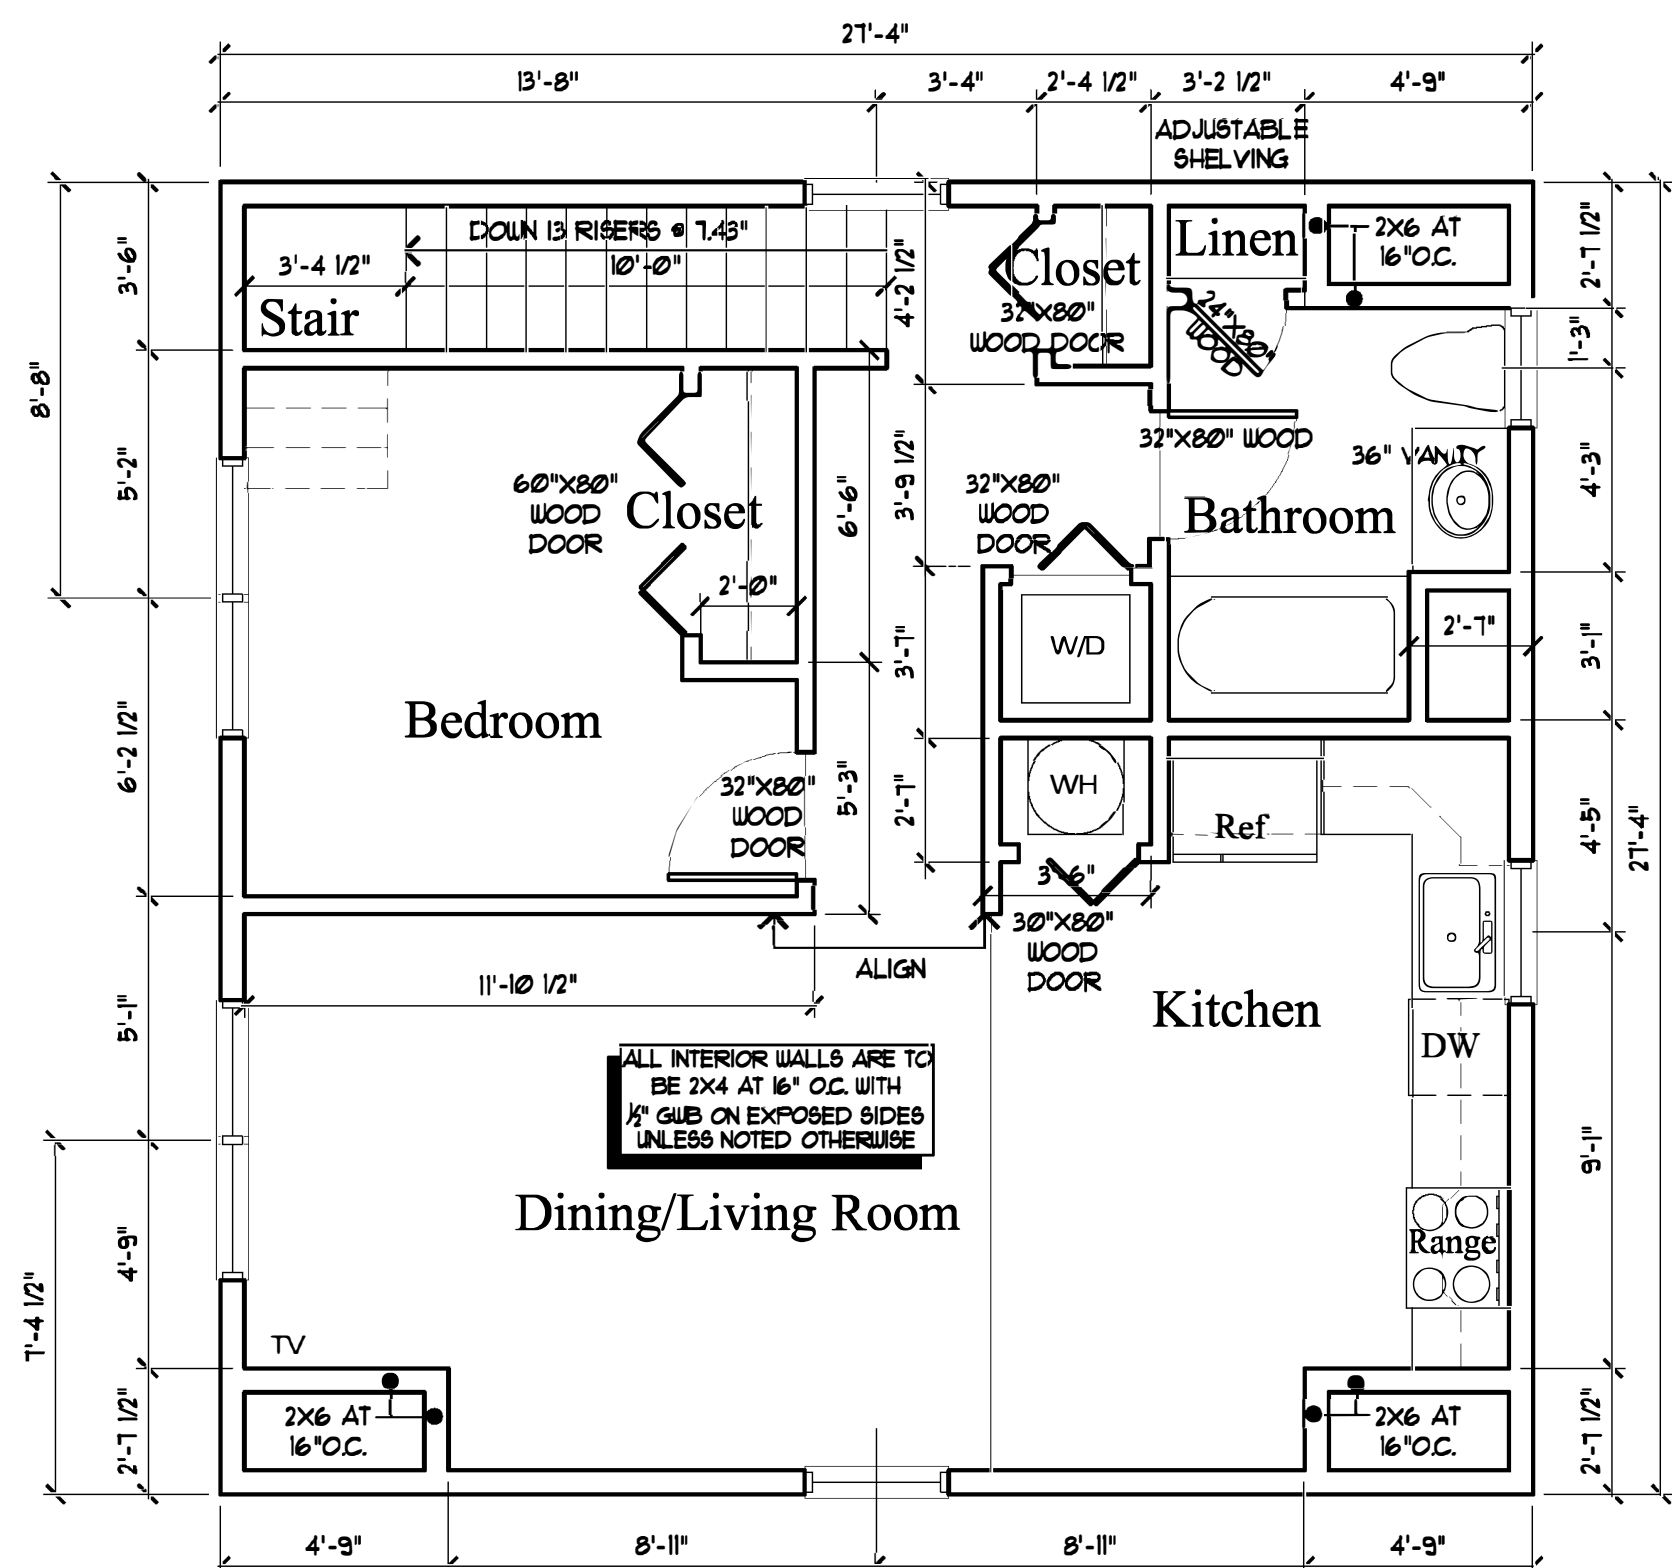 27'-4"
13'-8"
3'-4"
2'-4 1/2"
3'-2 1/2"
4'-9"
ADJUSTABLE
SHELVING
DOWN 13 RISERS @ 7.43"
3'-4 1/2"
10'-0"
Stair
3'-6"
8'-8"
5'-2"
6'-2 1/2"
5'-1"
4'-9"
7'-4 1/2"
2'-7 1/2"
4'-2 1/2"
3'-9 1/2"
3'-7"
2'-7"
6'-6"
5'-3"
Closet
32"X80"
WOOD DOOR
Linen
24"X80"
WOOD
2X6 AT
16"O.C.
2'-7 1/2"
1'-3"
4'-3"
3'-1"
4'-5"
27'-4"
9'-1"
2'-7 1/2"
32"X80" WOOD
36" VANITY
Bathroom
60"X80"
WOOD
DOOR
Closet
2'-0"
32"X80"
WOOD
DOOR
W/D
2'-7"
Bedroom
32"X80"
WOOD
DOOR
WH
Ref
3'-6"
30"X80"
WOOD
DOOR
ALIGN
11'-10 1/2"
Kitchen
DW
ALL INTERIOR WALLS ARE TO
BE 2X4 AT 16" O.C. WITH
½" GWB ON EXPOSED SIDES
UNLESS NOTED OTHERWISE
Dining/Living Room
Range
TV
2X6 AT
16"O.C.
2X6 AT
16"O.C.
4'-9"
8'-11"
8'-11"
4'-9"